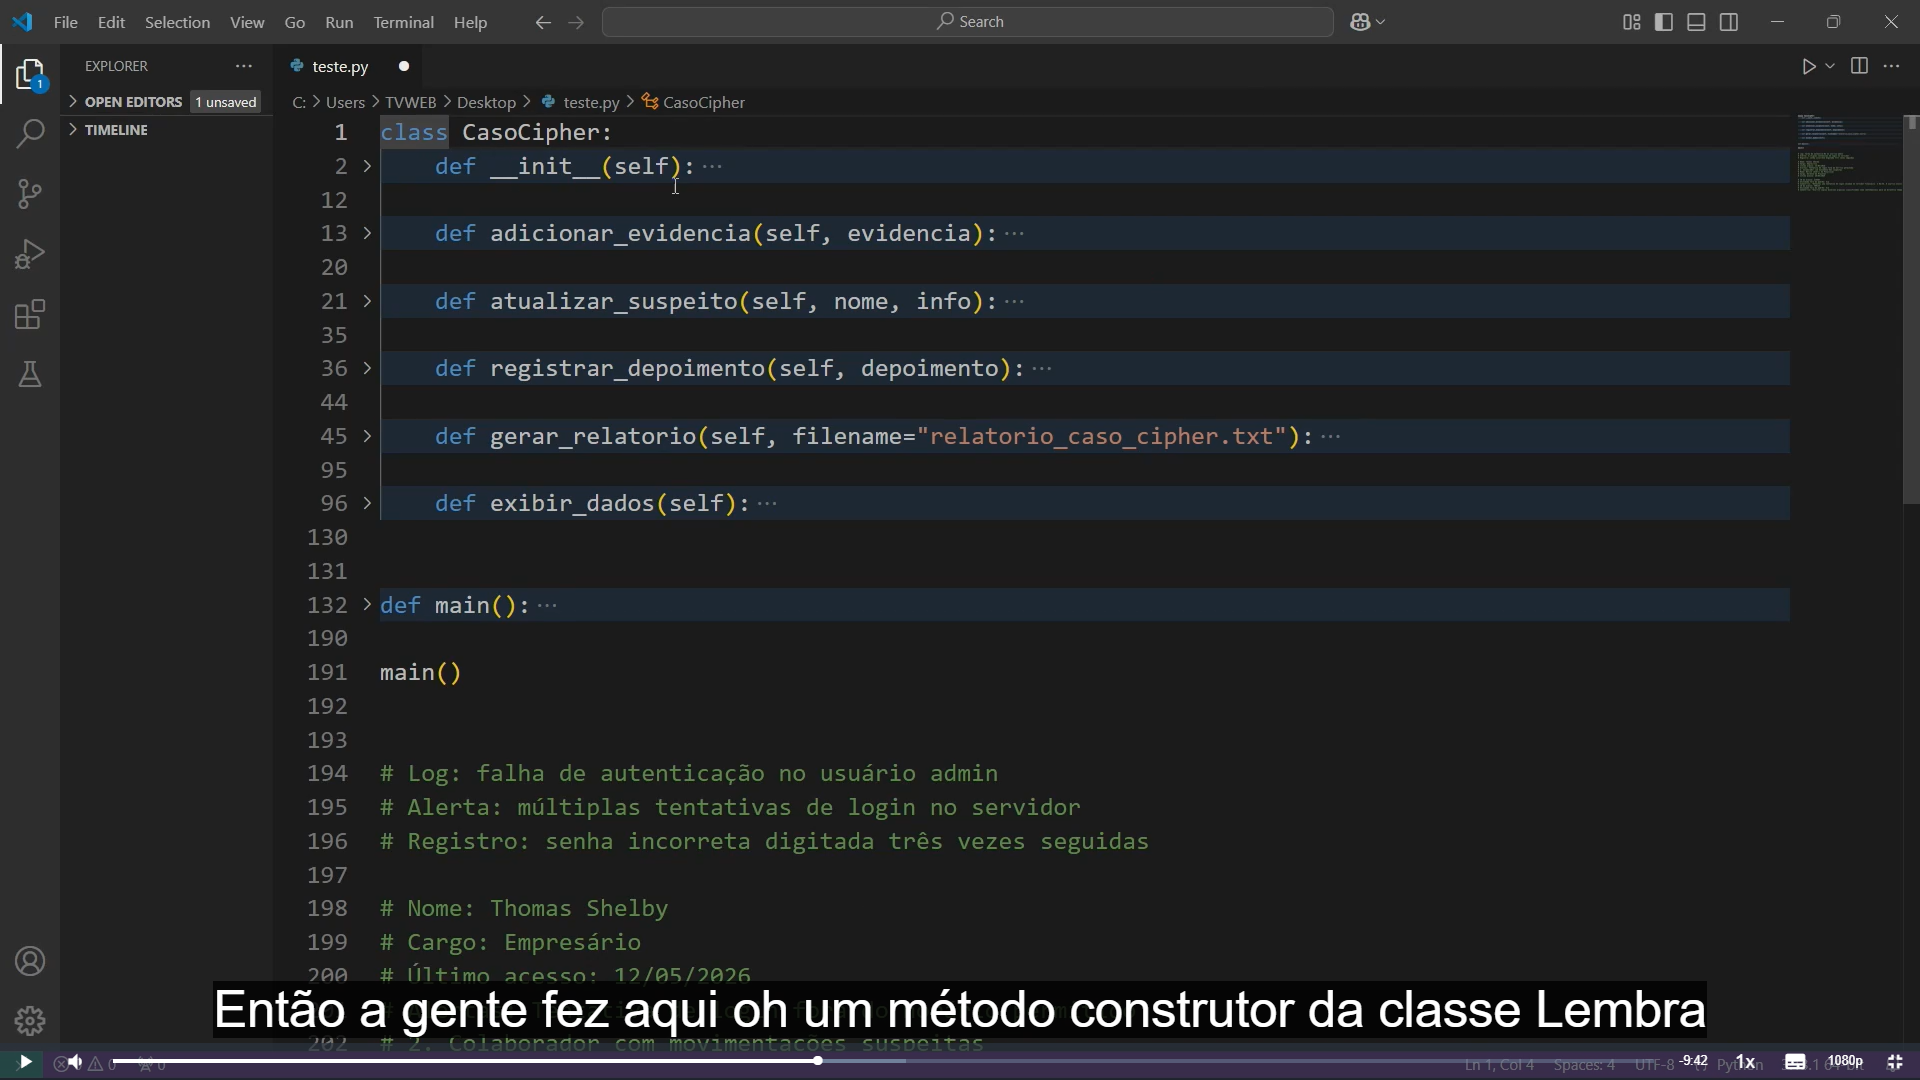 File Edit Selection View Go Run Terminal Help Search
EXPLORER
teste.py
OPEN EDITORS 1 unsaved
C: > Users > TVWEB > Desktop > teste.py > CasoCipher
TIMELINE
1
1 class CasoCipher:
2 def __init__(self): ···
12
13 def adicionar_evidencia(self, evidencia): ···
20
21 def atualizar_suspeito(self, nome, info): ···
35
36 def registrar_depoimento(self, depoimento): ···
44
45 def gerar_relatorio(self, filename="relatorio_caso_cipher.txt"): ···
95
96 def exibir_dados(self): ···
130
131
132 def main(): ···
190
191 main()
192
193
194 # Log: falha de autenticação no usuário admin
195 # Alerta: múltiplas tentativas de login no servidor
196 # Registro: senha incorreta digitada três vezes seguidas
197
198 # Nome: Thomas Shelby
199 # Cargo: Empresário
200 # Último acesso: 12/05/2026
Então a gente fez aqui oh um método construtor da classe Lembra
202 # 2. Colaborador com movimentações suspeitas
0 0 Ln 1, Col 4 Spaces: 4 UTF-8 -9:42 1x 1080p